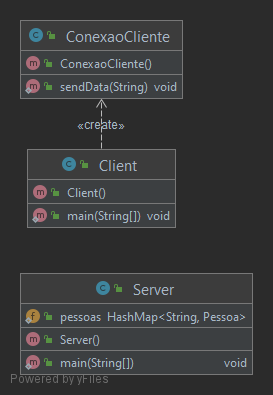 ConexaoCliente
ConexaoCliente()
sendData(String) void
«create»
Client
Client()
main(String[]) void
Server
pessoas HashMap<String, Pessoa>
Server()
main(String[]) void
Powered by yFiles